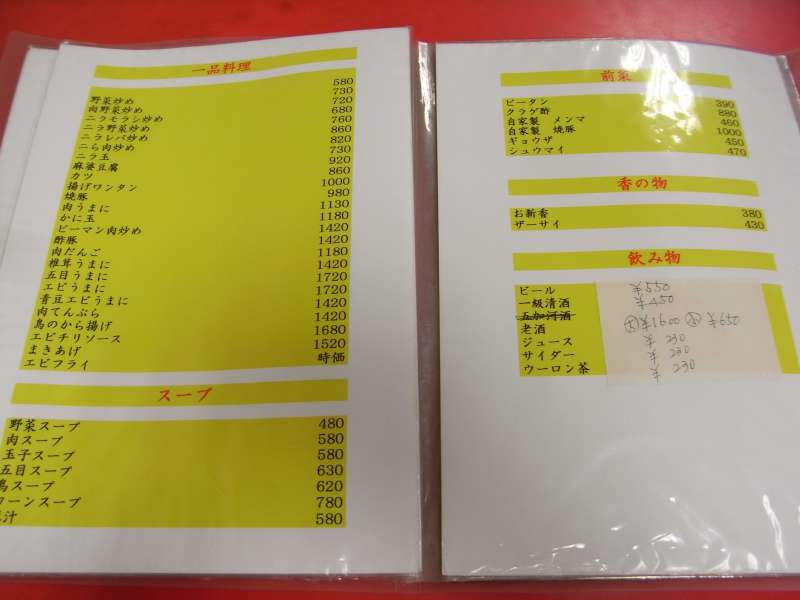 一品料理
野菜炒め 580
肉野菜炒め 730
ニラモラシ炒め 720
ニラ野菜炒め 680
ニラレバ炒め 760
にら肉炒め 860
ニラ玉 820
麻婆豆腐 730
カツ 920
揚げワンタン 860
焼豚 1000
肉うまに 980
かに玉 1130
ピーマン肉炒め 1180
酢豚 1420
肉だんご 1420
椎茸うまに 1180
五目うまに 1420
エビうまに 1720
青豆エビうまに 1720
肉てんぷら 1420
鳥のから揚げ 1420
エビチリソース 1680
まきあげ 1520
エビフライ 時価
スープ
野菜スープ 480
肉スープ 580
玉子スープ 580
五目スープ 630
鳥スープ 620
コーンスープ 780
汁 580
前菜
ピータン 390
クラゲ酢 880
自家製 メンマ 460
自家製 焼豚 1000
ギョウザ 450
シュウマイ 470
香の物
お新香 380
ザーサイ 430
飲み物
ビール ¥550
一級清酒 ¥450
五加河酒
老酒 大¥1600 小¥650
ジュース ¥230
サイダー ¥230
ウーロン茶 ¥230